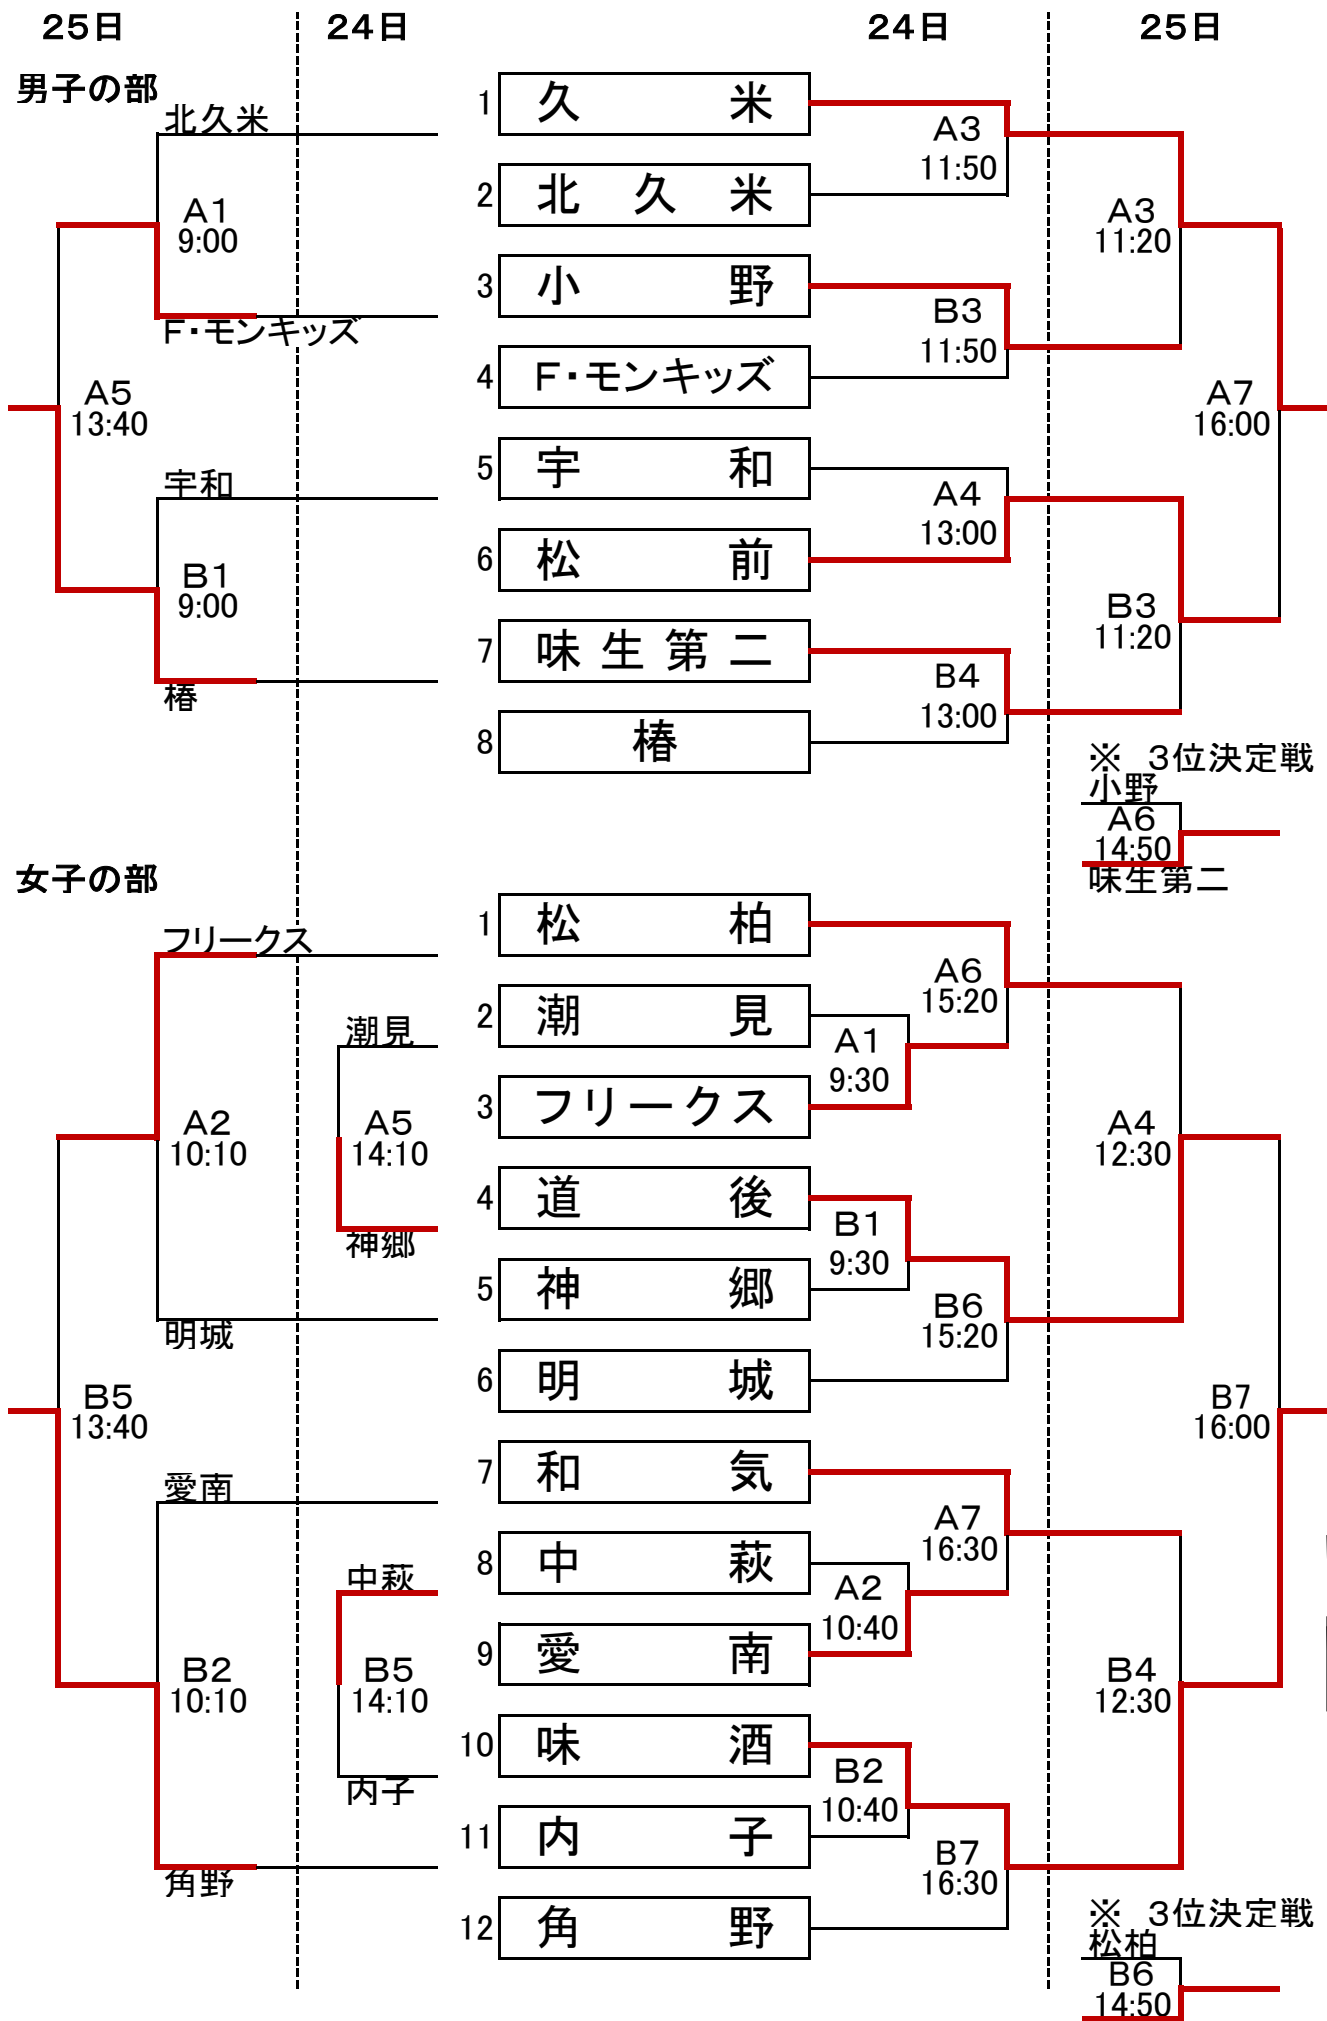 25日 24日 24日 25日
男子の部
北久米
A1
9:00
F・モンキッズ
A5
13:40
宇和
B1
9:00
椿
1 久米
2 北久米
3 小野
4 F・モンキッズ
5 宇和
6 松前
7 味生第二
8 椿
A3
11:50
B3
11:50
A4
13:00
B4
13:00
A3
11:20
B3
11:20
A7
16:00
※ 3位決定戦
小野
A6
14:50
味生第二
女子の部
フリークス
A2
10:10
明城
潮見
A5
14:10
神郷
B5
13:40
愛南
B2
10:10
角野
中萩
B5
14:10
内子
1 松柏
2 潮見
3 フリークス
4 道後
5 神郷
6 明城
7 和気
8 中萩
9 愛南
10 味酒
11 内子
12 角野
A1
9:30
B1
9:30
A2
10:40
B2
10:40
A6
15:20
B6
15:20
A7
16:30
B7
16:30
A4
12:30
B4
12:30
B7
16:00
※ 3位決定戦
松柏
B6
14:50